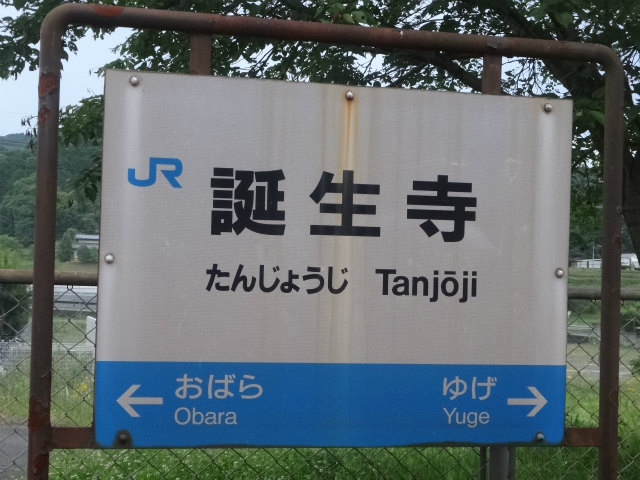 JR 誕生寺
たんじょうじ Tanjōji
← おばら ゆげ →
Obara Yuge